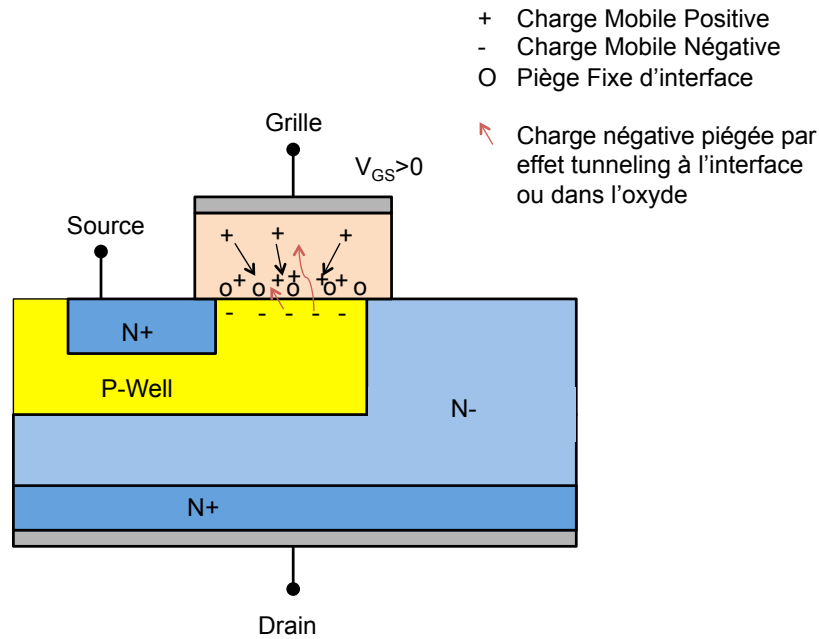 + Charge Mobile Positive
- Charge Mobile Négative
O Piège Fixe d'interface
Charge négative piégée par
effet tunneling à l'interface
ou dans l'oxyde
Grille
V_GS>0
Source
+ + +
+ + + + +
O O O O O
- - - - -
N+
P-Well
N-
N+
Drain